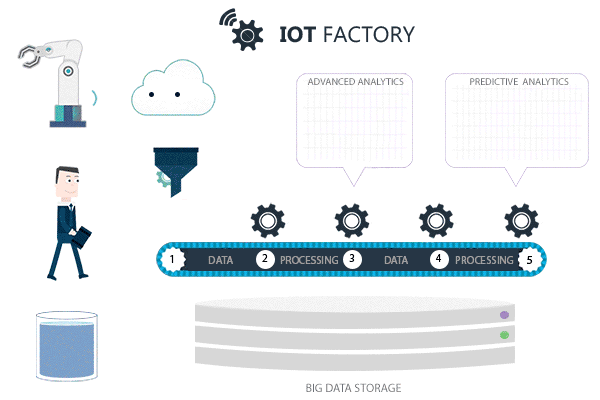 IOT FACTORY
ADVANCED ANALYTICS
PREDICTIVE ANALYTICS
1 DATA 2 PROCESSING 3 DATA 4 PROCESSING 5
BIG DATA STORAGE